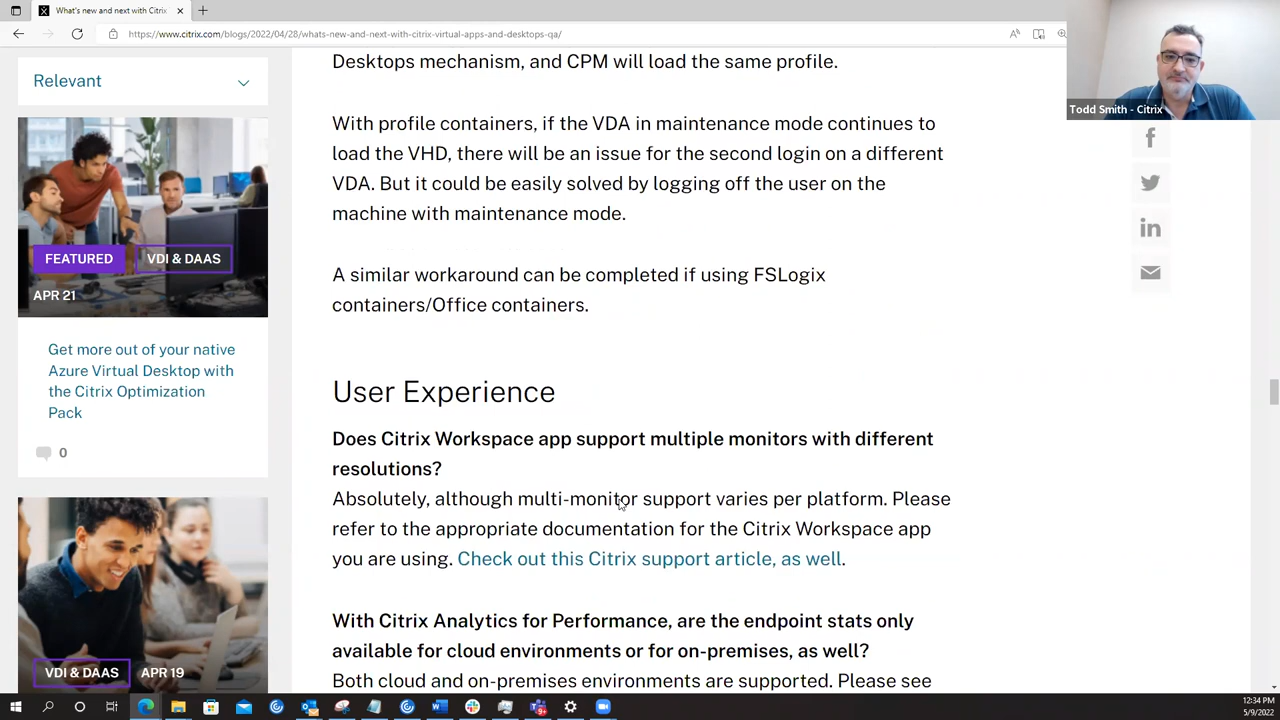 What's new and next with Citrix
https://www.citrix.com/blogs/2022/04/28/whats-new-and-next-with-citrix-virtual-apps-and-desktops-qa/
Todd Smith - Citrix
Relevant
FEATURED
VDI & DAAS
APR 21
Get more out of your native
Azure Virtual Desktop with
the Citrix Optimization
Pack
0
VDI & DAAS
APR 19
Desktops mechanism, and CPM will load the same profile.
With profile containers, if the VDA in maintenance mode continues to
load the VHD, there will be an issue for the second login on a different
VDA. But it could be easily solved by logging off the user on the
machine with maintenance mode.
A similar workaround can be completed if using FSLogix
containers/Office containers.
User Experience
Does Citrix Workspace app support multiple monitors with different
resolutions?
Absolutely, although multi-monitor support varies per platform. Please
refer to the appropriate documentation for the Citrix Workspace app
you are using. Check out this Citrix support article, as well.
With Citrix Analytics for Performance, are the endpoint stats only
available for cloud environments or for on-premises, as well?
Both cloud and on-premises environments are supported. Please see
12:34 PM
5/9/2022